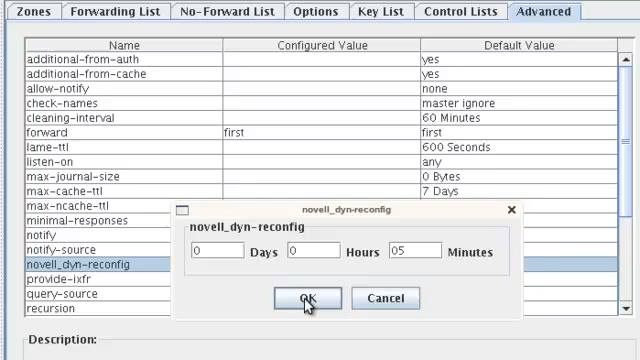 Zones Forwarding List No-Forward List Options Key List Control Lists Advanced
Name Configured Value Default Value
additional-from-auth yes
additional-from-cache yes
allow-notify none
check-names master ignore
cleaning-interval 60 Minutes
forward first first
lame-ttl 600 Seconds
listen-on any
max-journal-size 0 Bytes
max-cache-ttl 7 Days
max-ncache-ttl
minimal-responses
notify
notify-source
novell_dyn-reconfig
provide-ixfr
query-source
recursion
novell_dyn-reconfig
novell_dyn-reconfig
0 Days 0 Hours 05 Minutes
OK Cancel
Description: